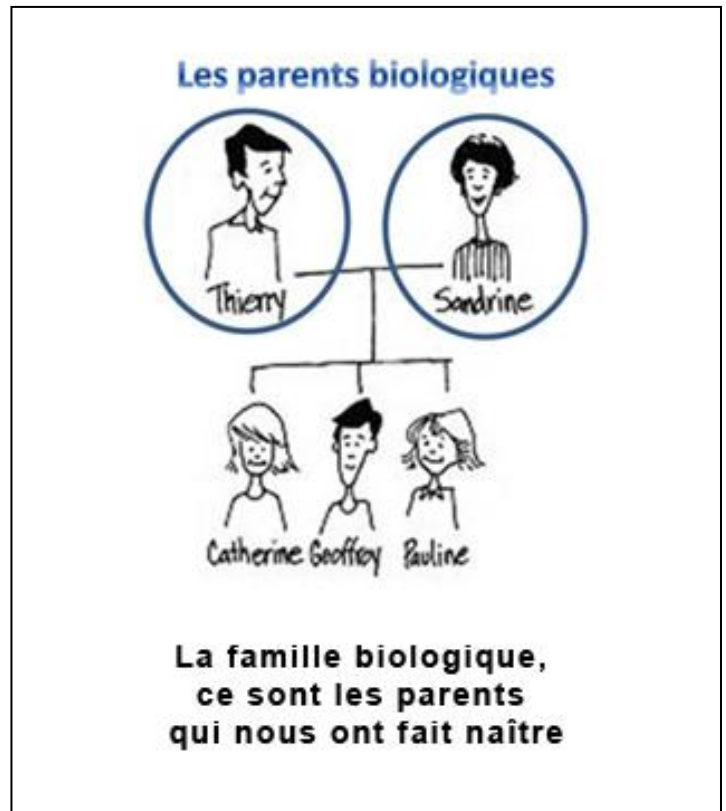 Les parents biologiques
Thierry
Sandrine
Catherine Geoffroy Pauline
La famille biologique,
ce sont les parents
qui nous ont fait naître